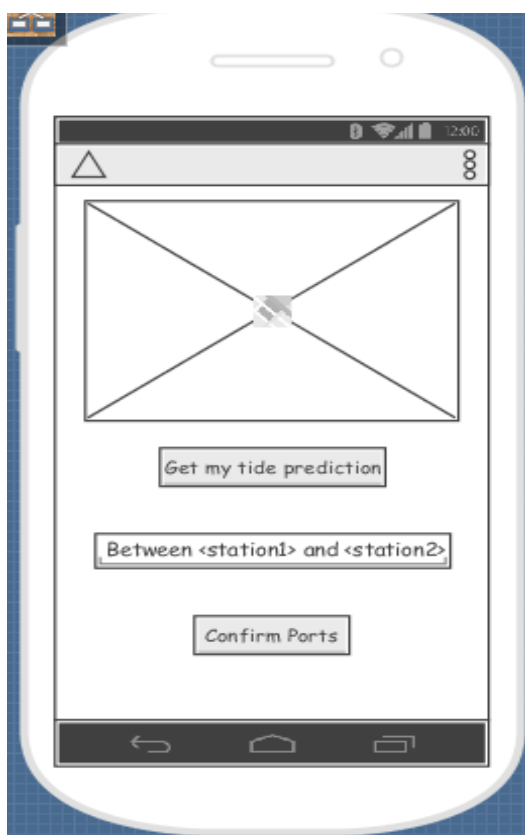 12:00
Get my tide prediction
Between <station1> and <station2>
Confirm Ports